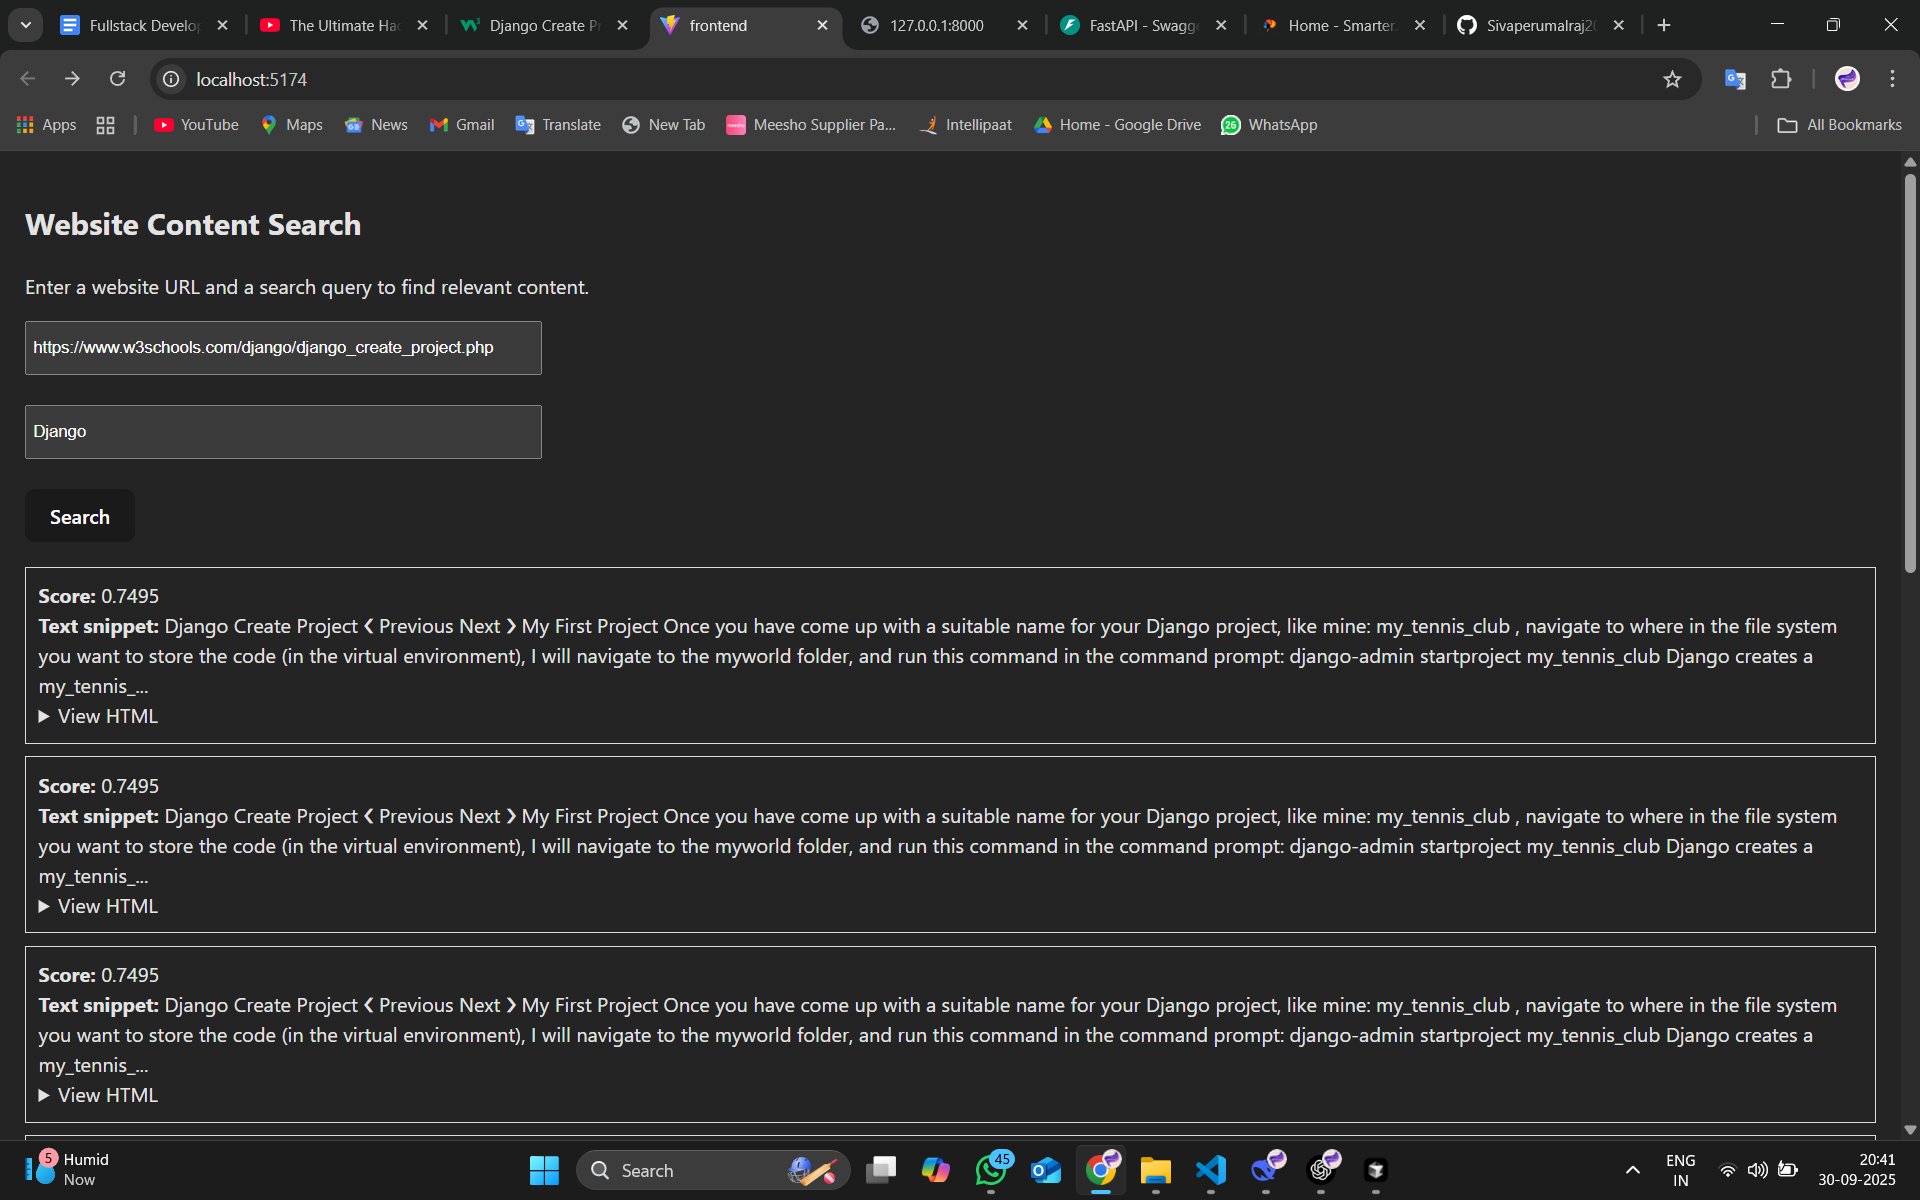 Fullstack Develop
The Ultimate Hac
Django Create Pr
frontend
127.0.0.1:8000
FastAPI - Swagge
Home - Smarter.
Sivaperumalraj20
localhost:5174
Apps
YouTube
Maps
News
Gmail
Translate
New Tab
Meesho Supplier Pa...
Intellipaat
Home - Google Drive
26
WhatsApp
All Bookmarks
Website Content Search
Enter a website URL and a search query to find relevant content.
https://www.w3schools.com/django/django_create_project.php
Django
Search
Score: 0.7495
Text snippet: Django Create Project ❮ Previous Next ❯ My First Project Once you have come up with a suitable name for your Django project, like mine: my_tennis_club , navigate to where in the file system
you want to store the code (in the virtual environment), I will navigate to the myworld folder, and run this command in the command prompt: django-admin startproject my_tennis_club Django creates a
my_tennis_...
▶ View HTML
Score: 0.7495
Text snippet: Django Create Project ❮ Previous Next ❯ My First Project Once you have come up with a suitable name for your Django project, like mine: my_tennis_club , navigate to where in the file system
you want to store the code (in the virtual environment), I will navigate to the myworld folder, and run this command in the command prompt: django-admin startproject my_tennis_club Django creates a
my_tennis_...
▶ View HTML
Score: 0.7495
Text snippet: Django Create Project ❮ Previous Next ❯ My First Project Once you have come up with a suitable name for your Django project, like mine: my_tennis_club , navigate to where in the file system
you want to store the code (in the virtual environment), I will navigate to the myworld folder, and run this command in the command prompt: django-admin startproject my_tennis_club Django creates a
my_tennis_...
▶ View HTML
5
Humid
Now
Search
45
ENG
IN
20:41
30-09-2025